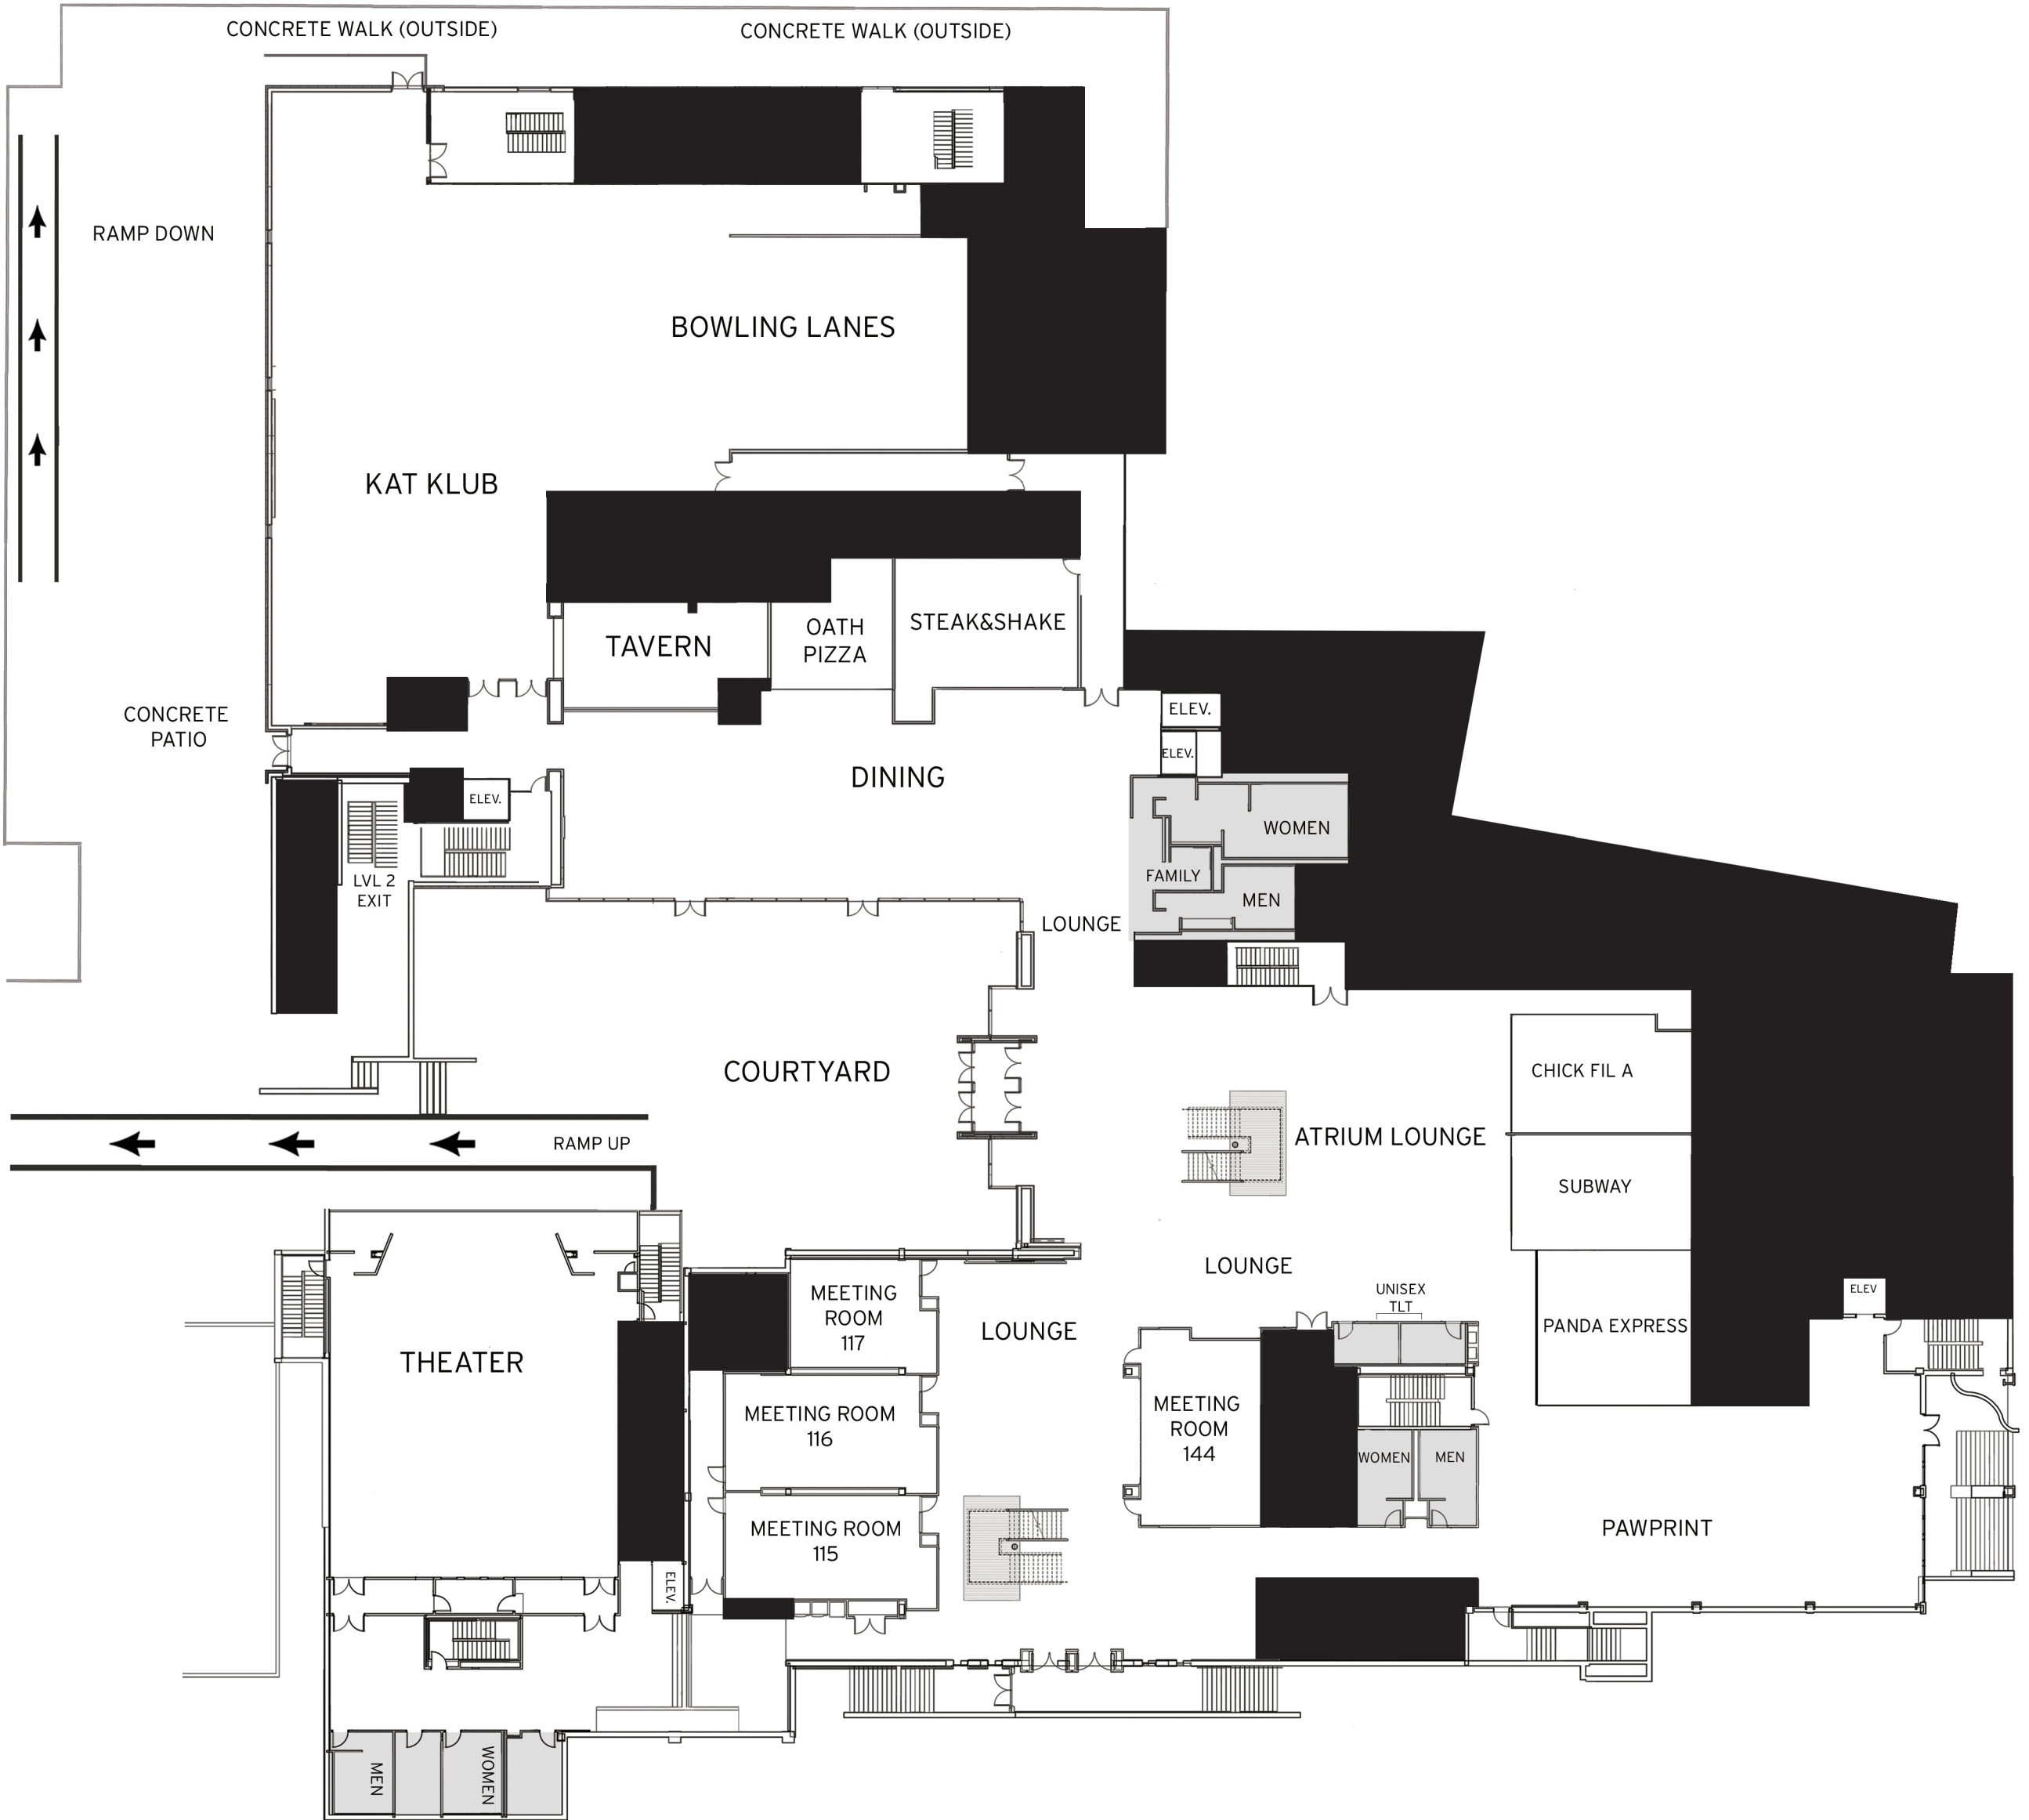 CONCRETE WALK (OUTSIDE)
CONCRETE WALK (OUTSIDE)
RAMP DOWN
BOWLING LANES
KAT KLUB
TAVERN
OATH
PIZZA
STEAK&SHAKE
CONCRETE
PATIO
ELEV.
ELEV.
DINING
ELEV.
WOMEN
FAMILY
MEN
LVL 2
EXIT
LOUNGE
COURTYARD
CHICK FIL A
ATRIUM LOUNGE
RAMP UP
SUBWAY
LOUNGE
UNISEX
TLT
ELEV
MEETING
ROOM
117
LOUNGE
PANDA EXPRESS
THEATER
MEETING ROOM
116
MEETING
ROOM
144
WOMEN
MEN
MEETING ROOM
115
PAWPRINT
ELEV.
MEN
WOMEN